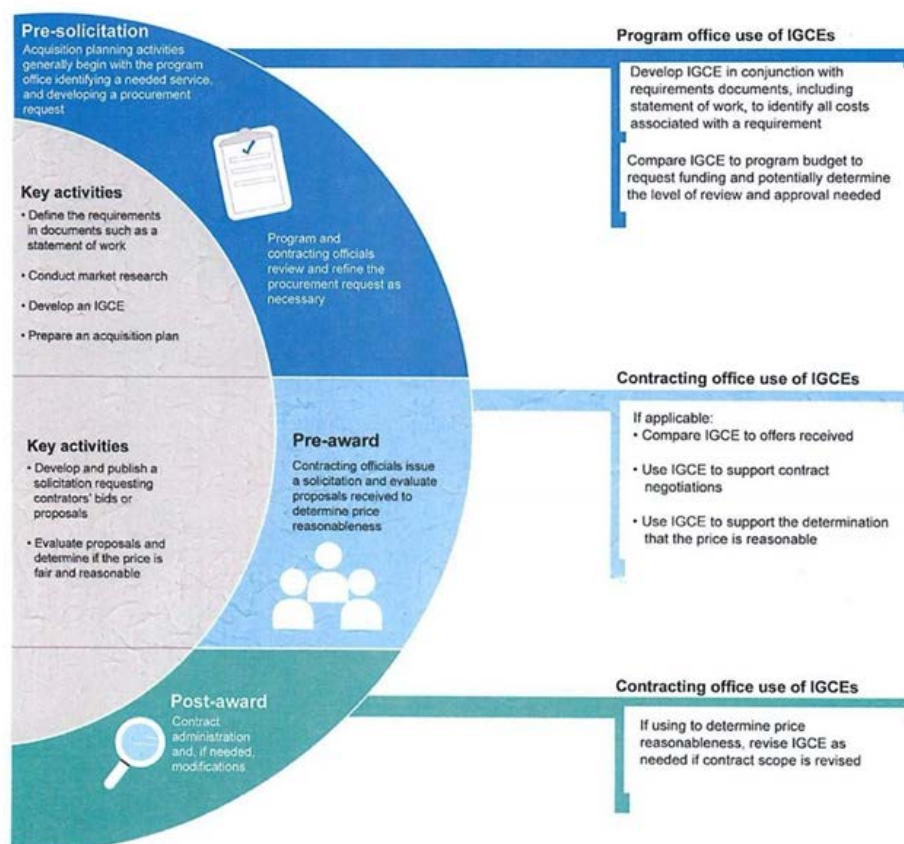 Pre-solicitation
Acquisition planning activities
generally begin with the program
office identifying a needed service,
and developing a procurement
request
Program and
contracting officials
review and refine the
procurement request as
necessary
Key activities
• Define the requirements
in documents such as a
statement of work
• Conduct market research
• Develop an IGCE
• Prepare an acquisition plan
Program office use of IGCEs
Develop IGCE in conjunction with
requirements documents, including
statement of work, to identify all costs
associated with a requirement
Compare IGCE to program budget to
request funding and potentially determine
the level of review and approval needed
Key activities
• Develop and publish a
solicitation requesting
contrators' bids or
proposals
• Evaluate proposals and
determine if the price is
fair and reasonable
Pre-award
Contracting officials issue
a solicitation and evaluate
proposals received to
determine price
reasonableness
Contracting office use of IGCEs
If applicable:
• Compare IGCE to offers received
• Use IGCE to support contract
negotiations
• Use IGCE to support the determination
that the price is reasonable
Post-award
Contract
administration
and, if needed,
modifications
Contracting office use of IGCEs
If using to determine price
reasonableness, revise IGCE as
needed if contract scope is revised